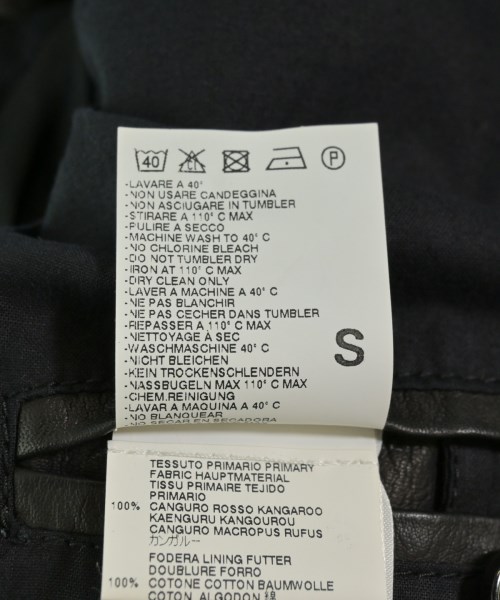 40 CL P
-LAVARE A 40°
-NON USARE CANDEGGINA
-NON ASCIUGARE IN TUMBLER
-STIRARE A 110° C MAX
-PULIRE A SECCO
-MACHINE WASH TO 40° C
-NO CHLORINE BLEACH
-DO NOT TUMBLER DRY
-IRON AT 110° C MAX
-DRY CLEAN ONLY
-LAVER A MACHINE A 40° C
-NE PAS BLANCHIR
-NE PAS CECHER DANS TUMBLER
-REPASSER A 110° C MAX
-NETTOYAGE À SEC
-WASCHMASCHINE 40° C
-NICHT BLEICHEN
-KEIN TROCKENSCHLENDERN
-NASSBUGELN MAX 110° C MAX
-CHEM.REINIGUNG
-LAVAR A MAQUINA A 40° C
-NO BLANQUEAR
-NO SECAR EN SECADORA
S
TESSUTO PRIMARIO PRIMARY
FABRIC HAUPTMATERIAL
TISSU PRIMAIRE TEJIDO
PRIMARIO
100% CANGURO ROSSO KANGAROO
KAENGURU KANGOUROU
CANGURO MACROPUS RUFUS
カンガルー
FODERA LINING FUTTER
DOUBLURE FORRO
100% COTONE COTTON BAUMWOLLE
COTON ALGODON 綿